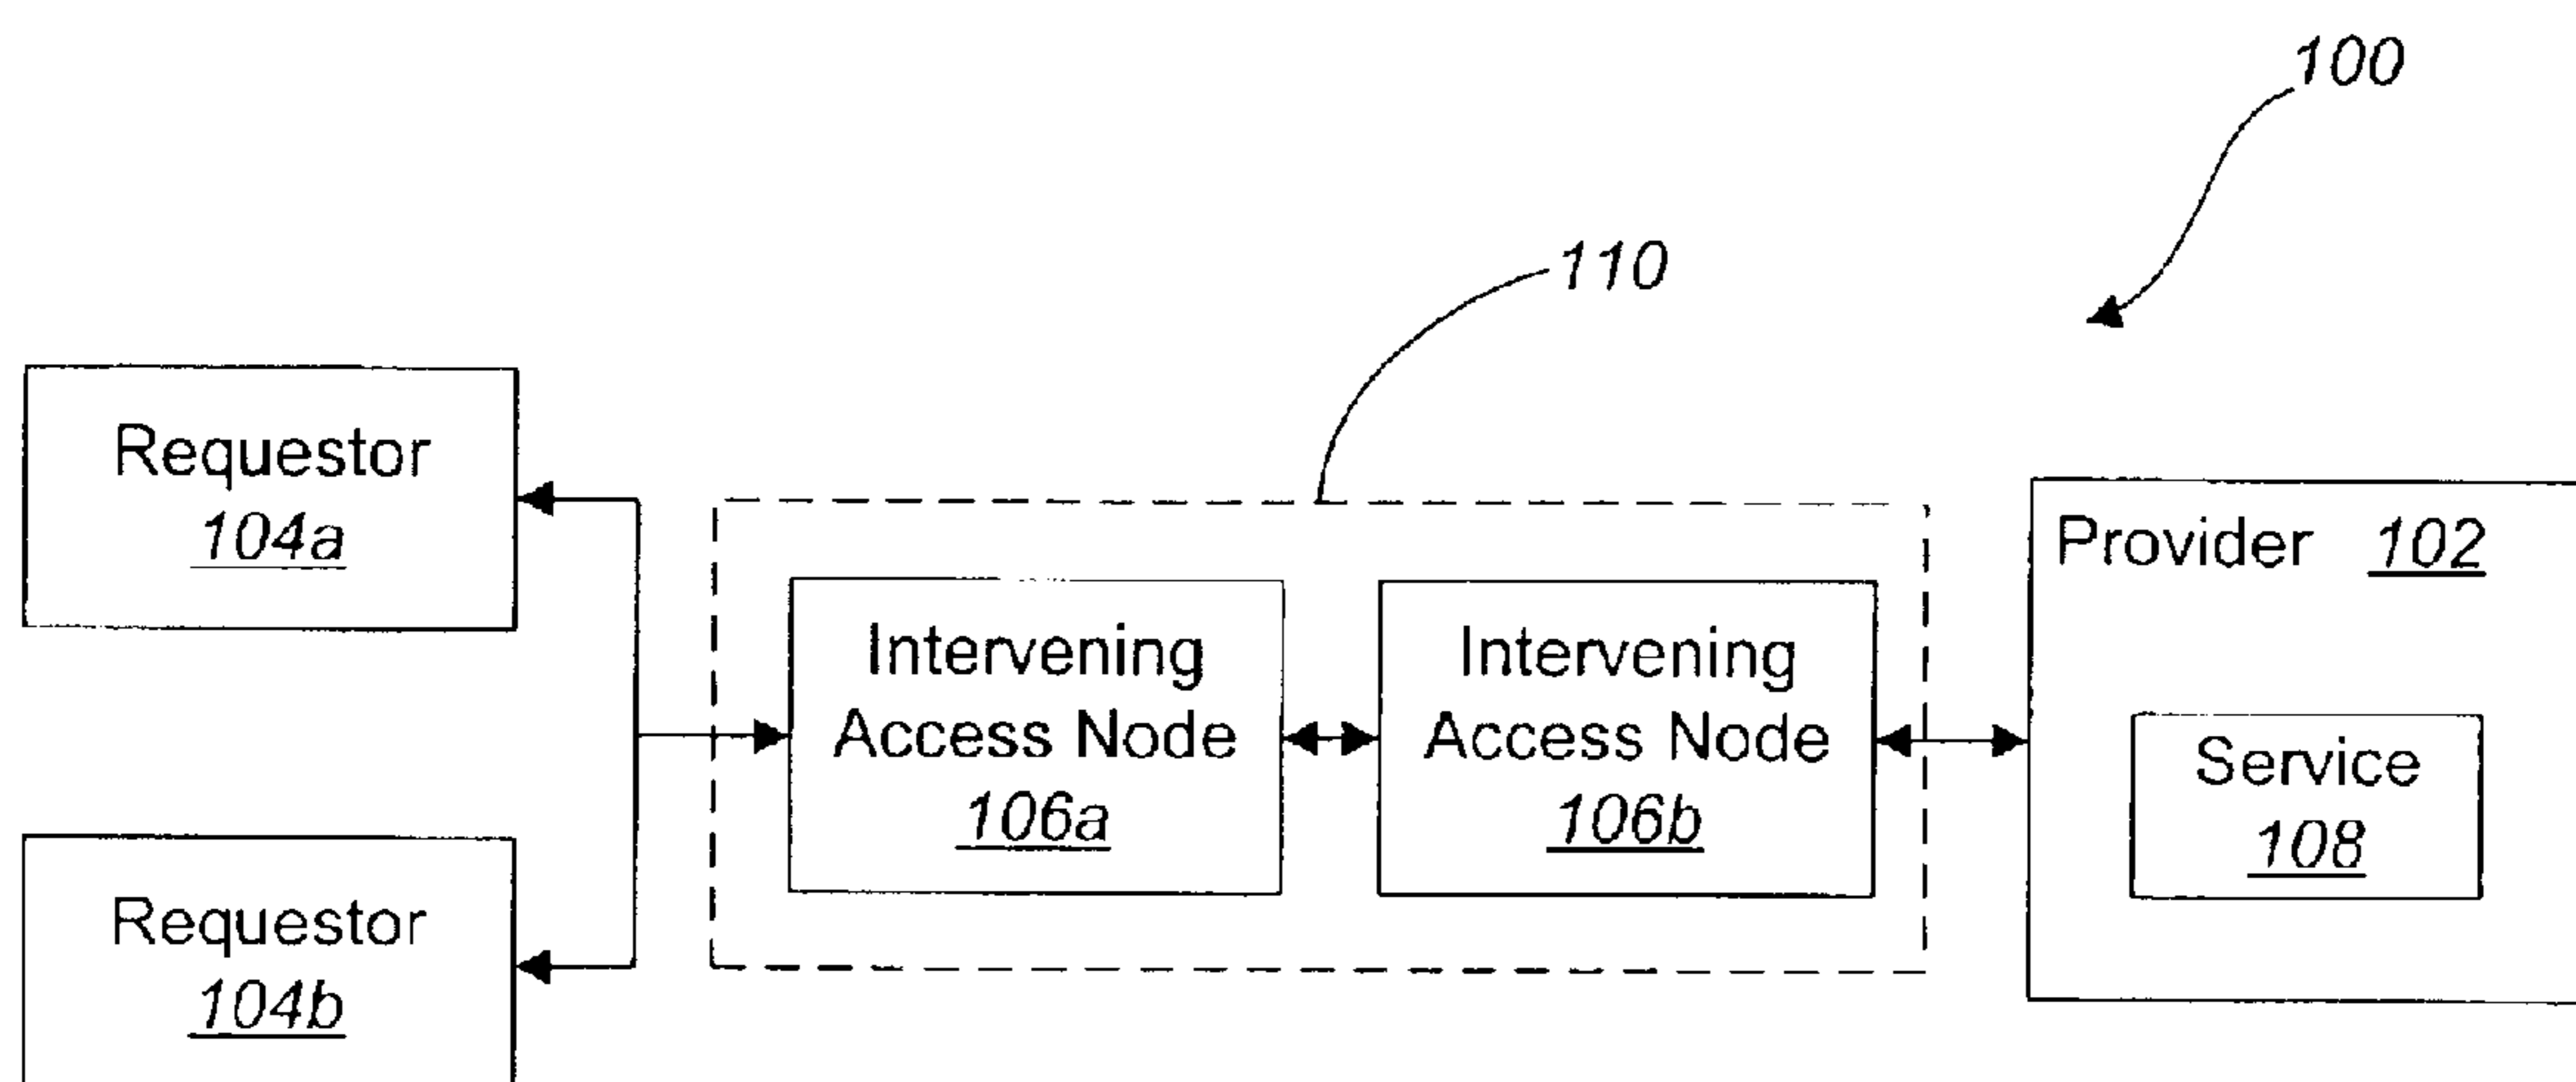 100
110
Requestor
104a
Provider 102
Intervening
Access Node
106a
Intervening
Access Node
106b
Service
108
Requestor
104b